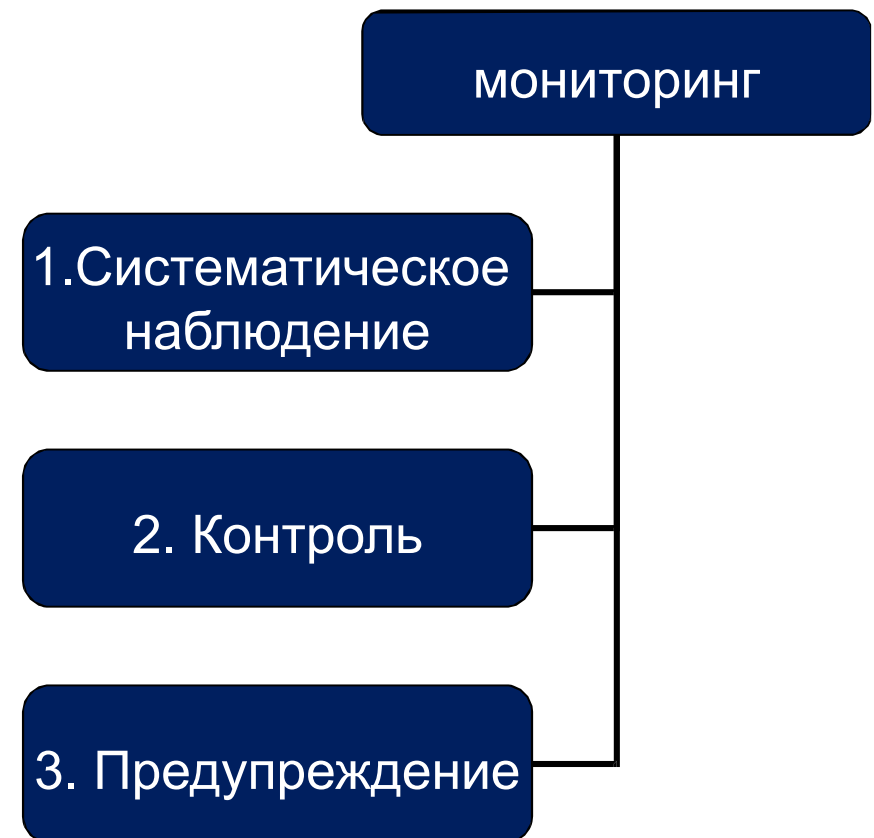 мониторинг
1.Систематическое
наблюдение
2. Контроль
3. Предупреждение